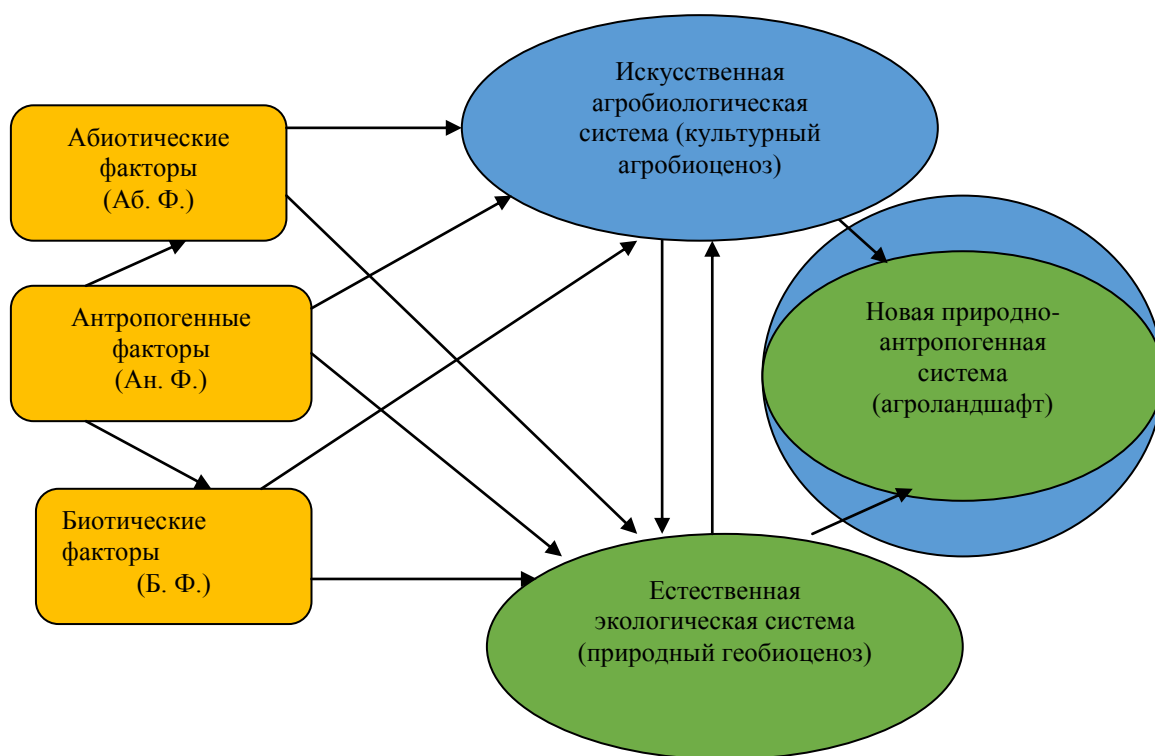 Искусственная
агробиологическая
система (культурный
агробиоценоз)
Абиотические
факторы
(Аб. Ф.)
Антропогенные
факторы
(Ан. Ф.)
Новая природно-
антропогенная
система
(агроландшафт)
Биотические
факторы
(Б. Ф.)
Естественная
экологическая система
(природный геобиоценоз)